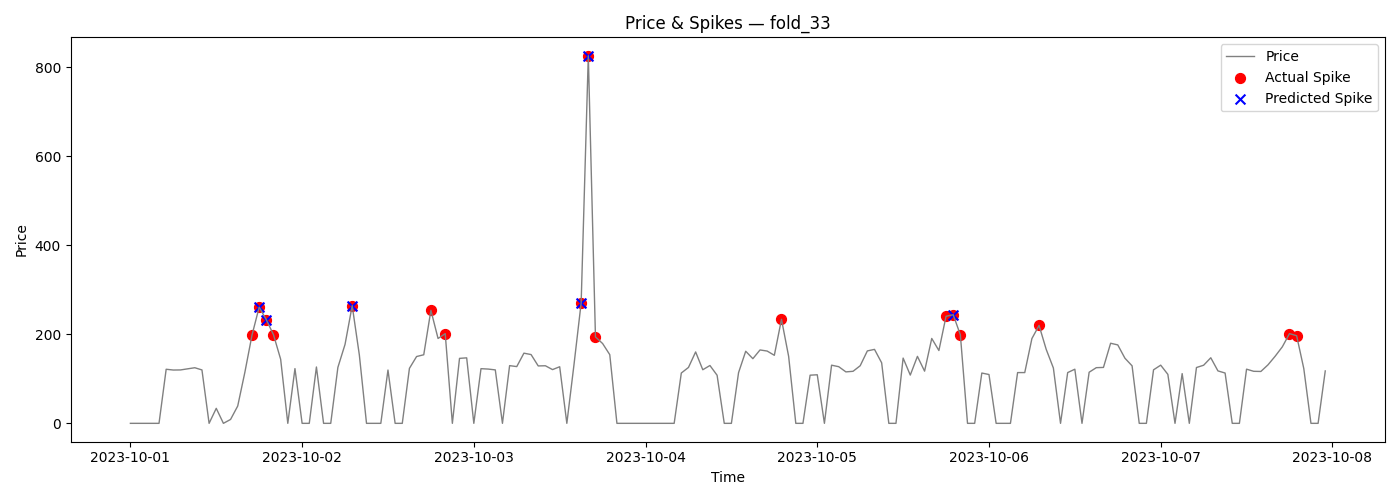 Price & Spikes — fold_33
Price
Actual Spike
Predicted Spike
800
600
400
200
0
Price
2023-10-01
2023-10-02
2023-10-03
2023-10-04
2023-10-05
2023-10-06
2023-10-07
2023-10-08
Time